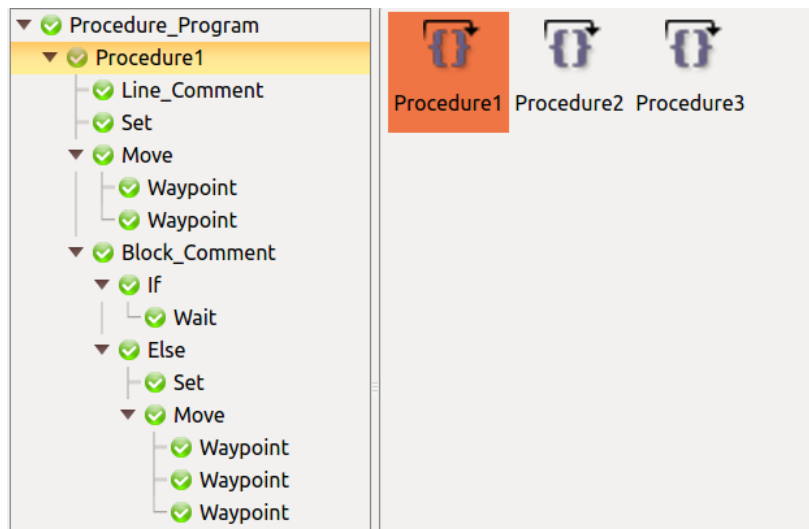 Procedure_Program
Procedure1
Line_Comment
Set
Move
Waypoint
Waypoint
Block_Comment
If
Wait
Else
Set
Move
Waypoint
Waypoint
Waypoint
Procedure1 Procedure2 Procedure3